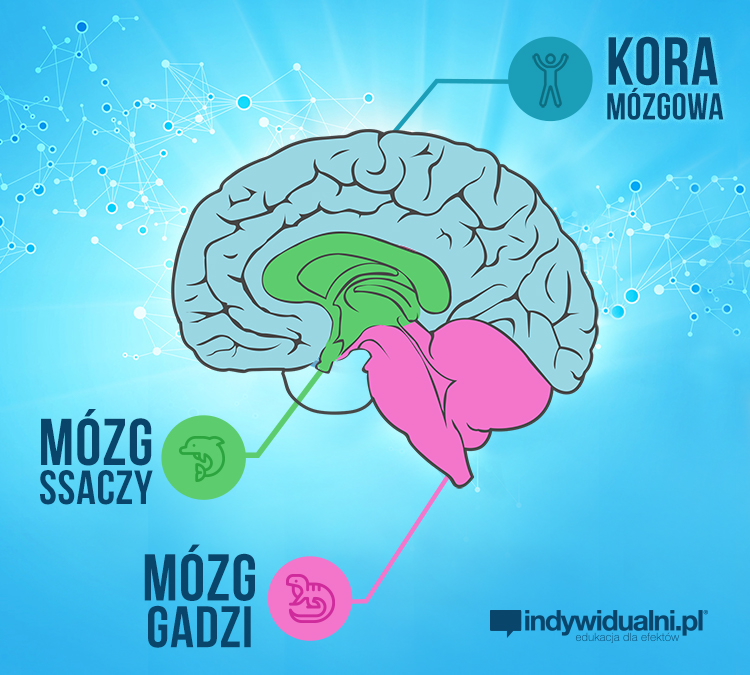 KORA
MÓZGOWA
MÓZG
SSACZY
MÓZG
GADZI
indywidualni.pl®
edukacja dla efektów